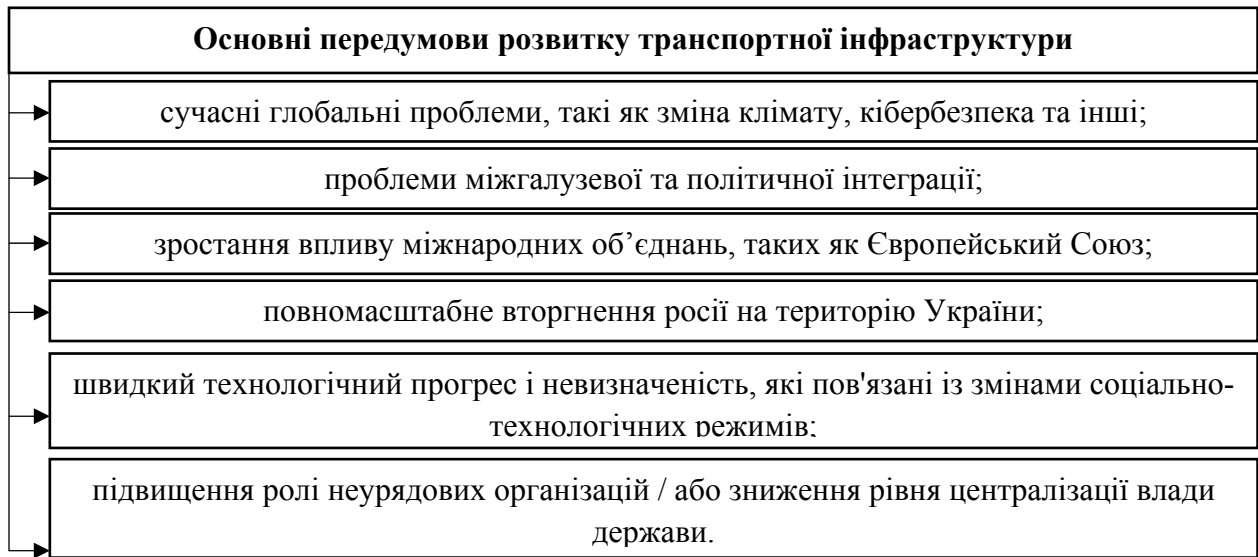 Основні передумови розвитку транспортної інфраструктури
сучасні глобальні проблеми, такі як зміна клімату, кібербезпека та інші;
проблеми міжгалузевої та політичної інтеграції;
зростання впливу міжнародних об’єднань, таких як Європейський Союз;
повномасштабне вторгнення росії на територію України;
швидкий технологічний прогрес і невизначеність, які пов'язані із змінами соціально-
технологічних режимів;
підвищення ролі неурядових організацій / або зниження рівня централізації влади
держави.